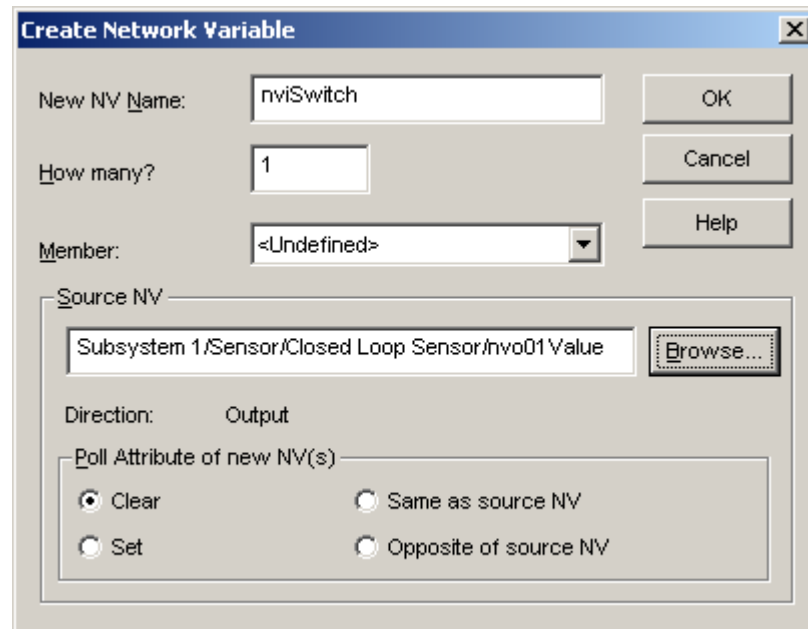 Create Network Variable
New NV Name:
nviSwitch
OK
How many?
1
Cancel
Member:
<Undefined>
Help
Source NV
Subsystem 1/Sensor/Closed Loop Sensor/nvo01Value
Browse...
Direction:
Output
Poll Attribute of new NV(s)
Clear
Same as source NV
Set
Opposite of source NV